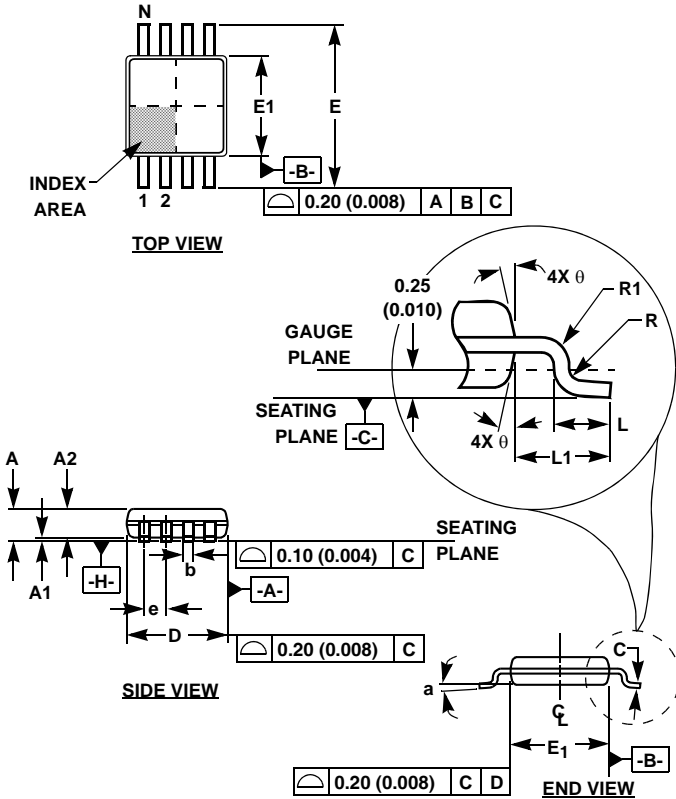 N
E1
E
-B-
INDEX
AREA
1 2
0.20 (0.008) A B C
TOP VIEW
0.25
(0.010)
4X θ
R1
R
GAUGE
PLANE
SEATING
PLANE -C-
4X θ
L
L1
A A2
SEATING
PLANE
0.10 (0.004) C
A1
-H-
b
-A-
e
D
0.20 (0.008) C
SIDE VIEW
C
a
CL
E1
-B-
0.20 (0.008) C D
END VIEW